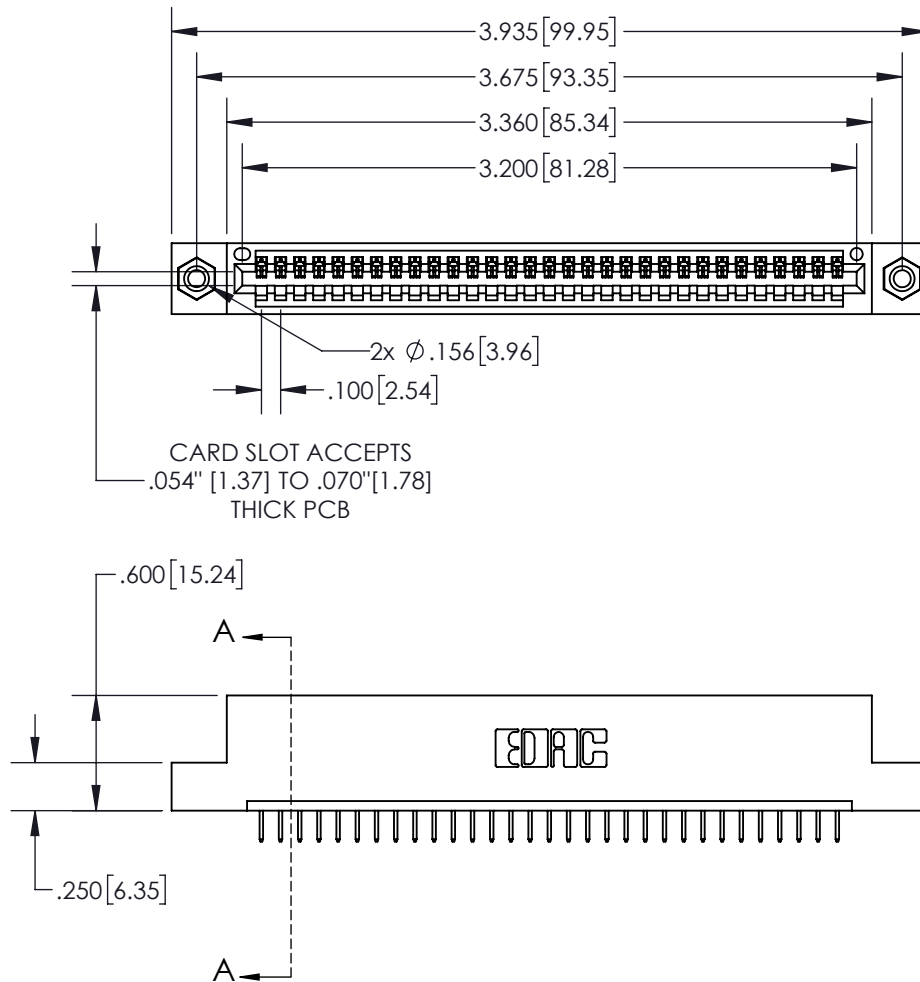 3.935[99.95]
3.675[93.35]
3.360[85.34]
3.200[81.28]
2x Ø.156[3.96]
.100[2.54]
CARD SLOT ACCEPTS
.054" [1.37] TO .070"[1.78]
THICK PCB
.600[15.24]
A
EDAC
.250[6.35]
A